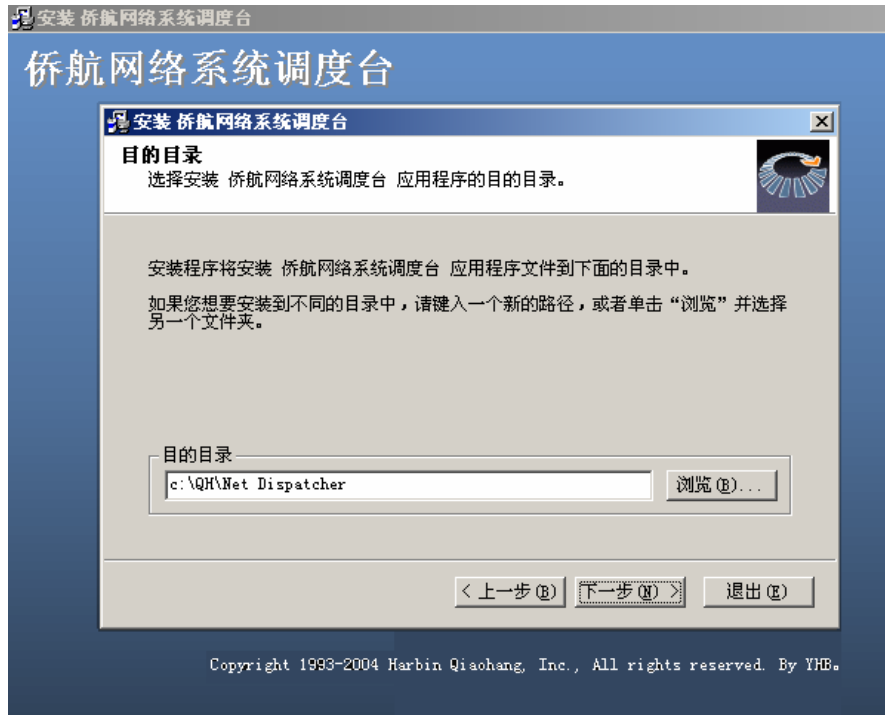 安装 侨航网络系统调度台
侨航网络系统调度台
安装 侨航网络系统调度台
目的目录
选择安装 侨航网络系统调度台 应用程序的目的目录。
安装程序将安装 侨航网络系统调度台 应用程序文件到下面的目录中。
如果您想要安装到不同的目录中，请键入一个新的路径，或者单击“浏览”并选择
另一个文件夹。
目的目录
c:\QH\Net Dispatcher
浏览(B)...
< 上一步(B)
下一步(N) >
退出(E)
Copyright 1993-2004 Harbin Qiaohang, Inc., All rights reserved. By YHB。